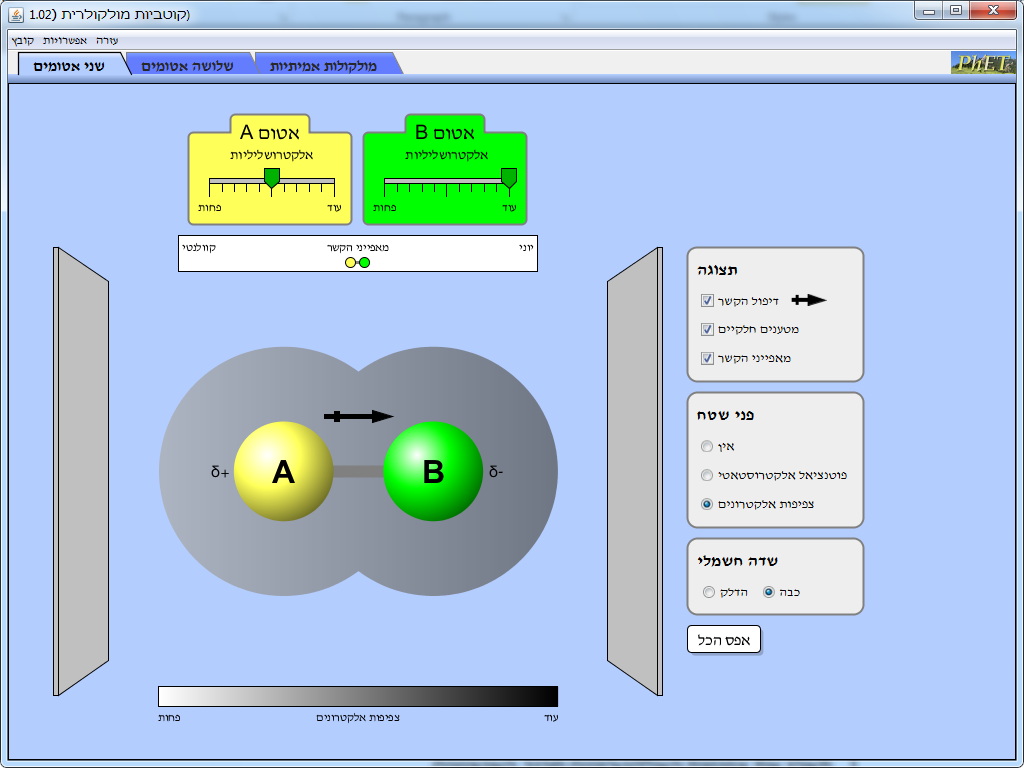 קוטביות מולקולרית (1.02)
קובץ אפשרויות עזרה
שני אטומים שלושה אטומים מולקולות אמיתיות
PhET
אטום A
אלקטרושליליות
פחות עוד
אטום B
אלקטרושליליות
פחות עוד
קוולנטי מאפייני הקשר יוני
δ+ A B δ-
תצוגה
דיפול הקשר
מטענים חלקיים
מאפייני הקשר
פני שטח
אין
פוטנציאל אלקטרוסטאטי
צפיפות אלקטרונים
שדה חשמלי
הדלק כבה
אפס הכל
פחות צפיפות אלקטרונים עוד